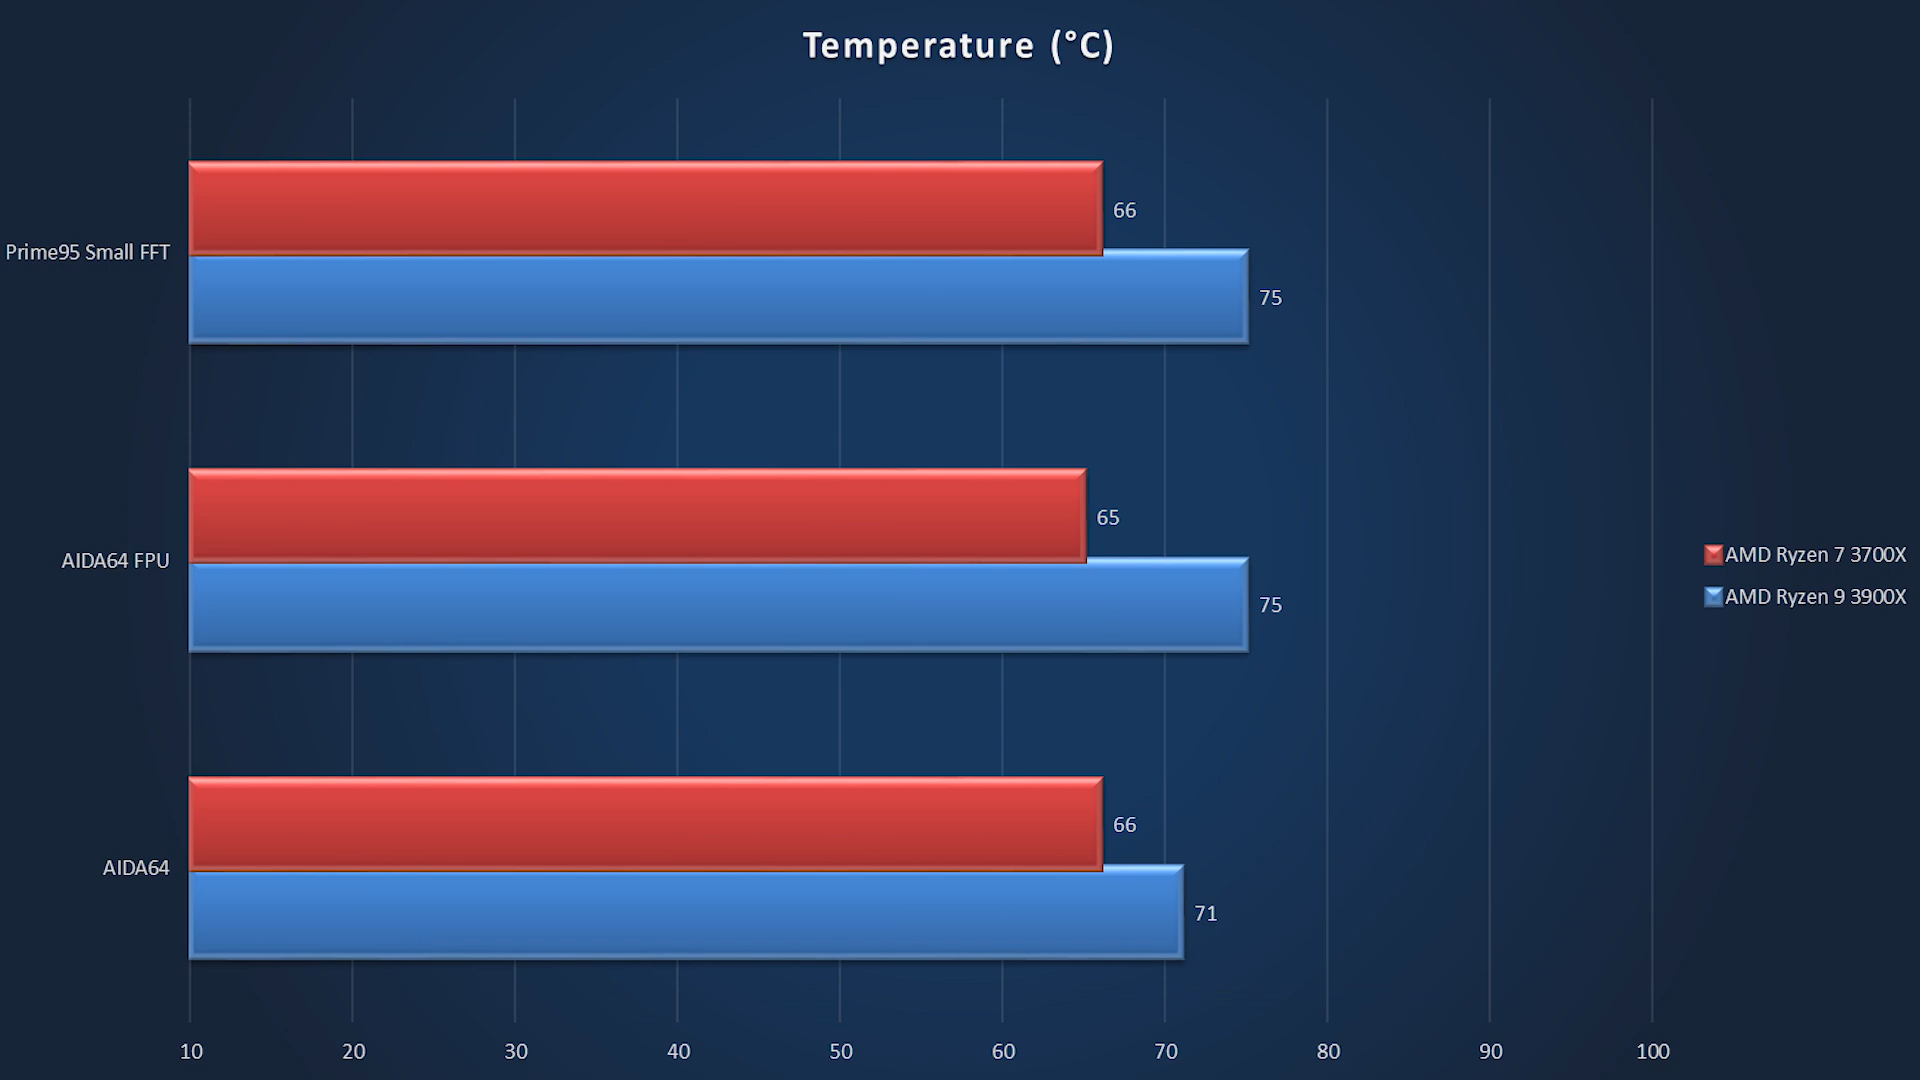 Temperature (°C)
Prime95 Small FFT
66
75
AIDA64 FPU
65
75
AIDA64
66
71
AMD Ryzen 7 3700X
AMD Ryzen 9 3900X
10 20 30 40 50 60 70 80 90 100